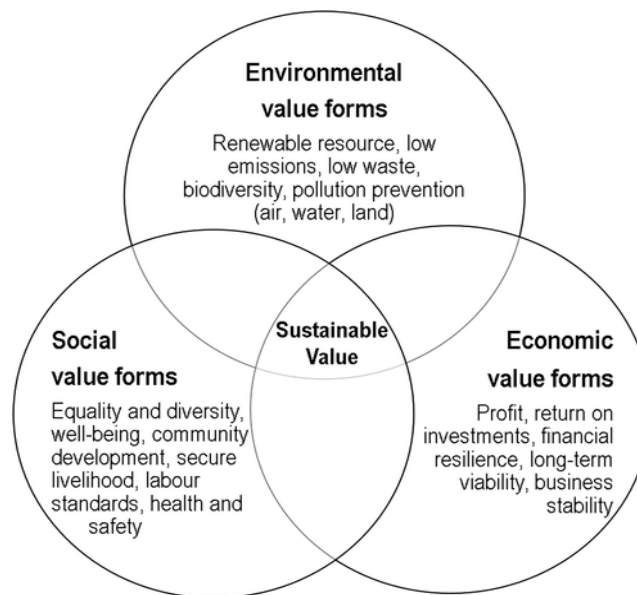 Environmental
value forms
Renewable resource, low
emissions, low waste,
biodiversity, pollution prevention
(air, water, land)
Sustainable
Value
Social
value forms
Equality and diversity,
well-being, community
development, secure
livelihood, labour
standards, health and
safety
Economic
value forms
Profit, return on
investments, financial
resilience, long-term
viability, business
stability